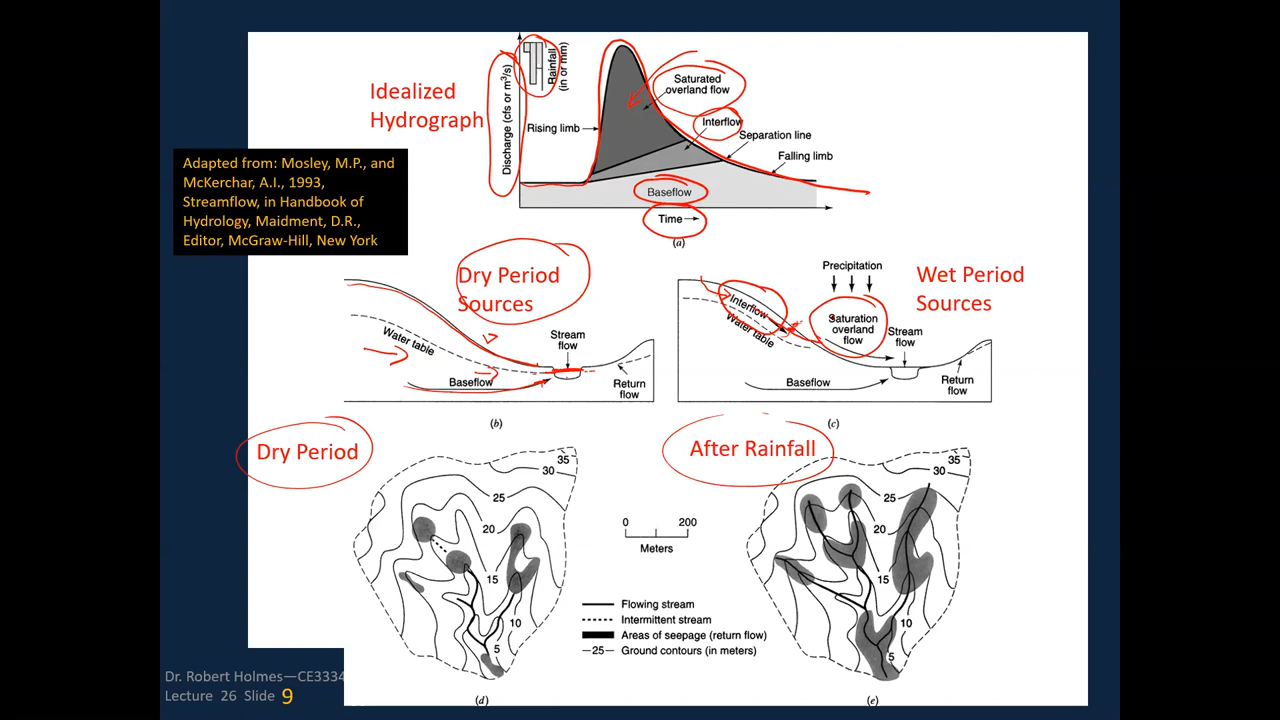 Idealized
Hydrograph
Discharge (cfs or m³/s)
Rainfall
(in or mm)
Saturated
overland flow
Interflow
Rising limb
Separation line
Falling limb
Baseflow
Time
(a)
Adapted from: Mosley, M.P., and
McKerchar, A.I., 1993,
Streamflow, in Handbook of
Hydrology, Maidment, D.R.,
Editor, McGraw-Hill, New York
Dry Period
Sources
Water table
Stream
flow
Baseflow
Return
flow
(b)
Precipitation
Wet Period
Sources
Interflow
Water table
Saturation
overland
flow
Stream
flow
Baseflow
Return
flow
(c)
Dry Period
35
30
25
20
15
10
5
(d)
0 200
Meters
Flowing stream
Intermittent stream
Areas of seepage (return flow)
—25— Ground contours (in meters)
After Rainfall
35
30
25
20
15
10
5
(e)
Dr. Robert Holmes—CE3334
Lecture 26 Slide 9